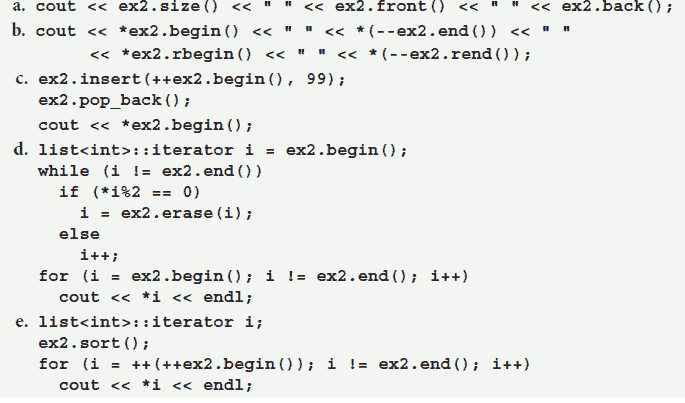 a. cout << ex2.size() << " " << ex2.front() << " " << ex2.back();
b. cout << *ex2.begin() << " " << *(--ex2.end()) << " "
        << *ex2.rbegin() << " " << *(--ex2.rend());
c. ex2.insert(++ex2.begin(), 99);
   ex2.pop_back();
   cout << *ex2.begin();
d. list<int>::iterator i = ex2.begin();
   while (i != ex2.end())
     if (*i%2 == 0)
       i = ex2.erase(i);
     else
       i++;
   for (i = ex2.begin(); i != ex2.end(); i++)
     cout << *i << endl;
e. list<int>::iterator i;
   ex2.sort();
   for (i = ++(++ex2.begin()); i != ex2.end(); i++)
     cout << *i << endl;